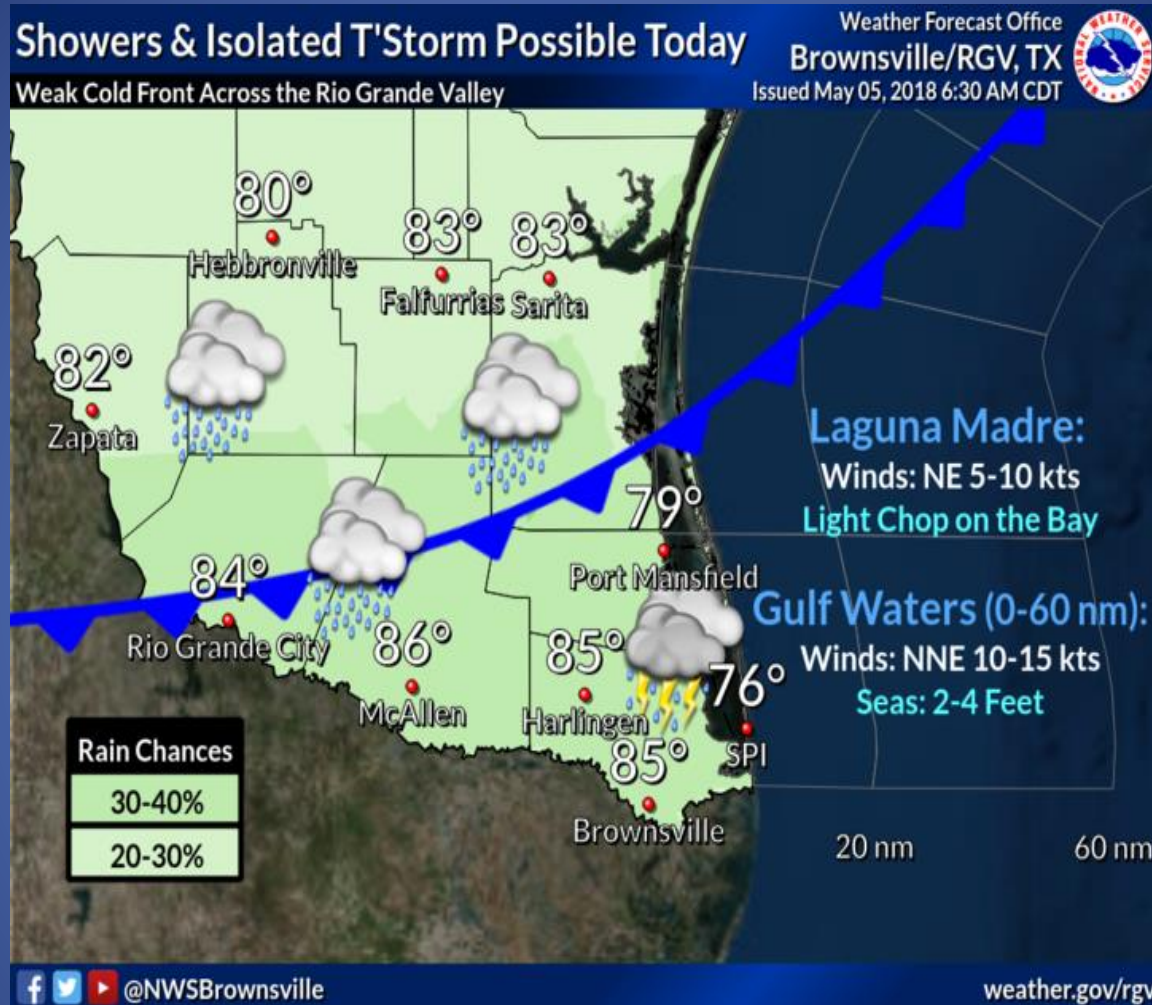 Showers & Isolated T'Storm Possible Today
Weak Cold Front Across the Rio Grande Valley
Weather Forecast Office
Brownsville/RGV, TX
Issued May 05, 2018 6:30 AM CDT
NATIONAL WEATHER SERVICE
80°
Hebbronville
83°
Falfurrias
83°
Sarita
82°
Zapata
Laguna Madre:
Winds: NE 5-10 kts
Light Chop on the Bay
79°
Port Mansfield
84°
Rio Grande City
Gulf Waters (0-60 nm):
Winds: NNE 10-15 kts
Seas: 2-4 Feet
86°
McAllen
85°
Harlingen
76°
SPI
85°
Brownsville
Rain Chances
30-40%
20-30%
20 nm
60 nm
@NWSBrownsville
weather.gov/rgv